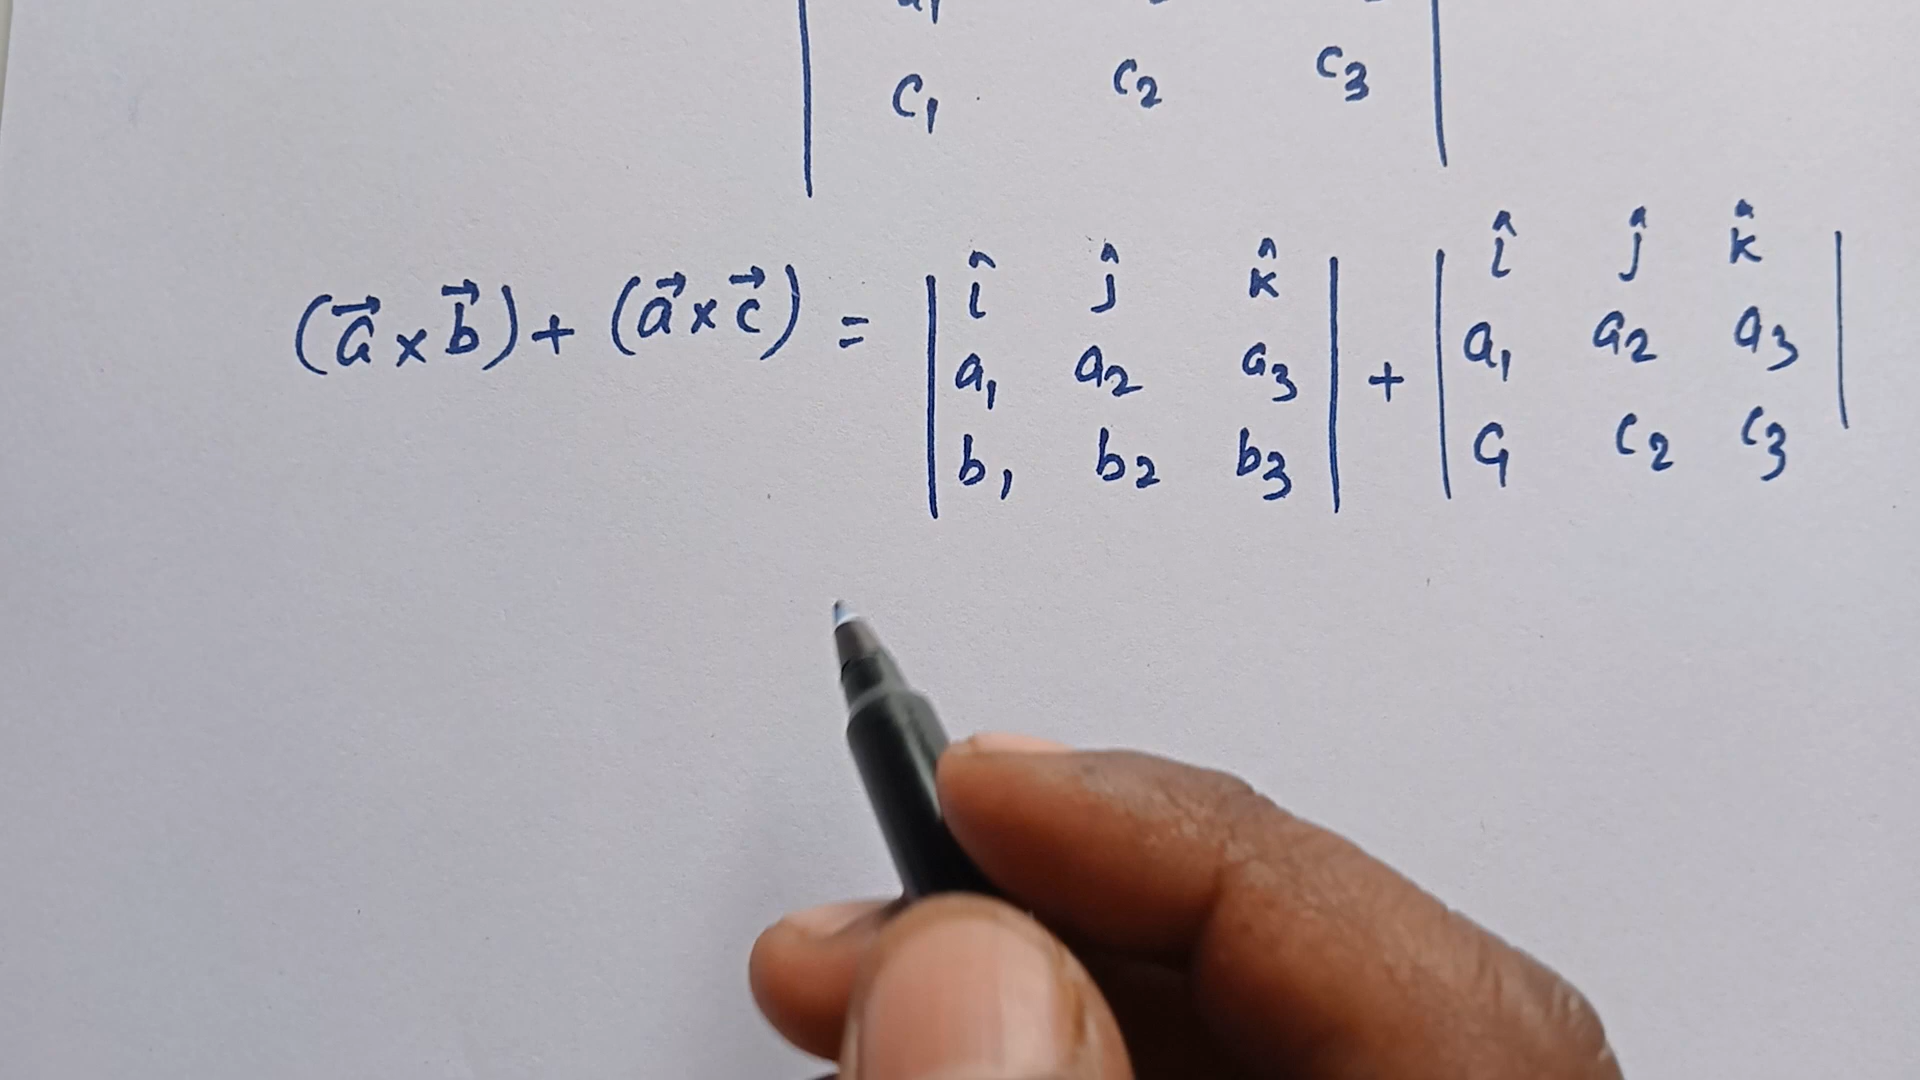 c₁ c₂ c₃
(a⃗ × b⃗) + (a⃗ × c⃗) = | î ĵ k̂ | + | î ĵ k̂ |
| a₁ a₂ a₃ | | a₁ a₂ a₃ |
| b₁ b₂ b₃ | | c₁ c₂ c₃ |